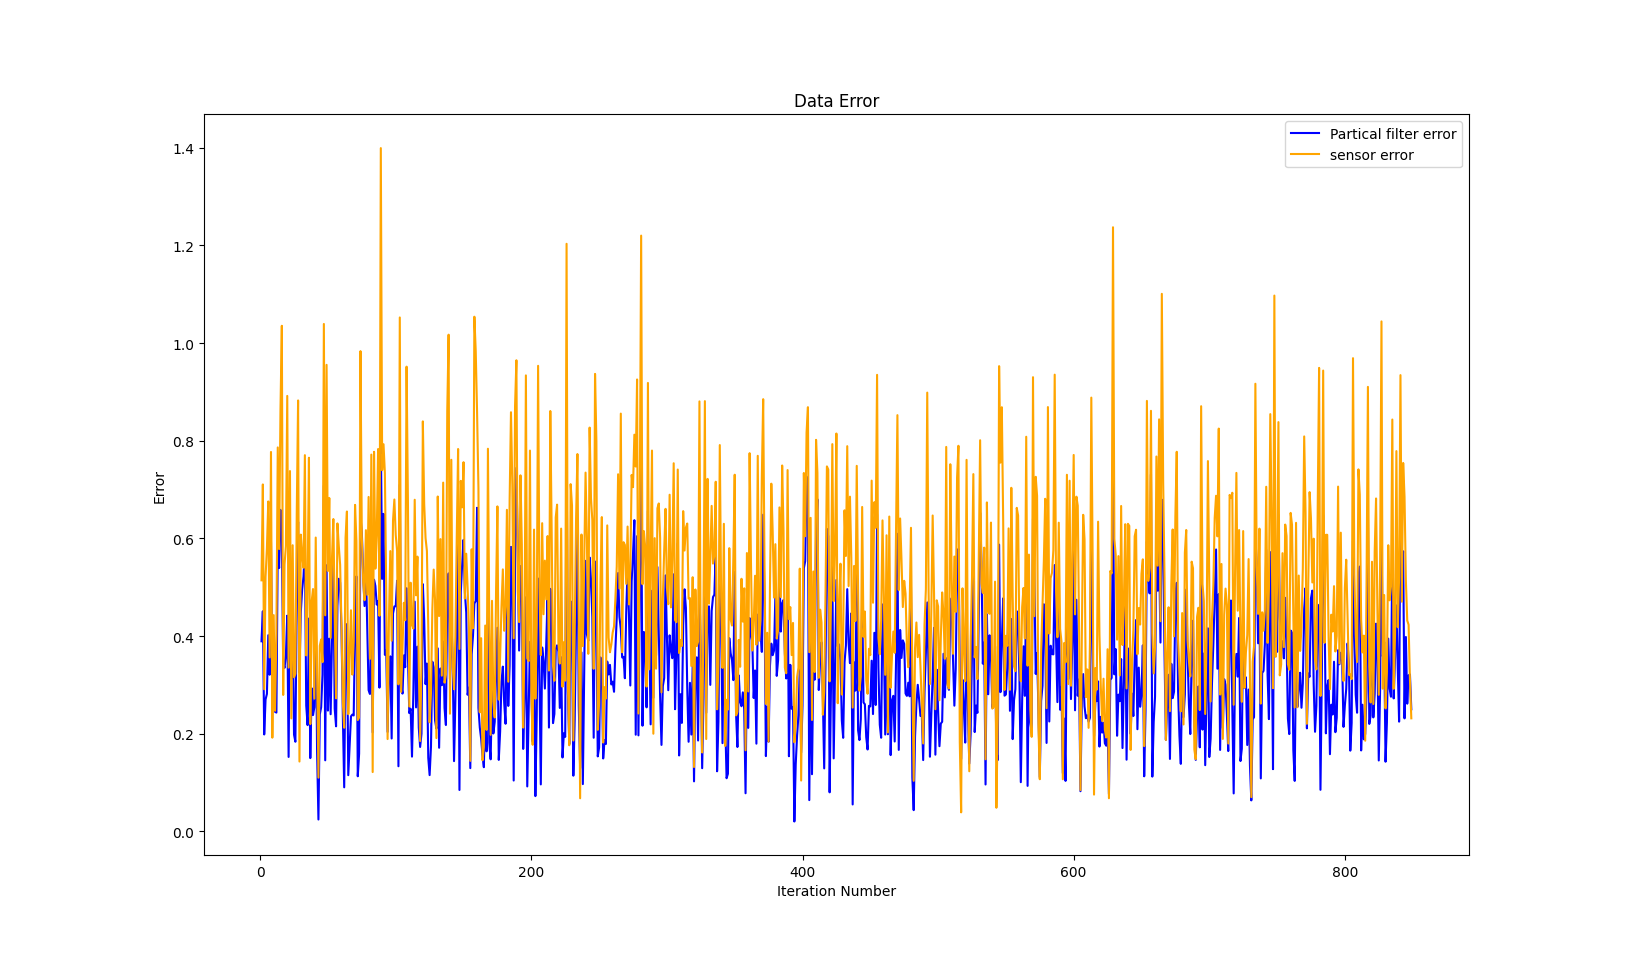 Data Error
Partical filter error
sensor error
1.4
1.2
1.0
0.8
0.6
0.4
0.2
0.0
Error
0 200 400 600 800
Iteration Number